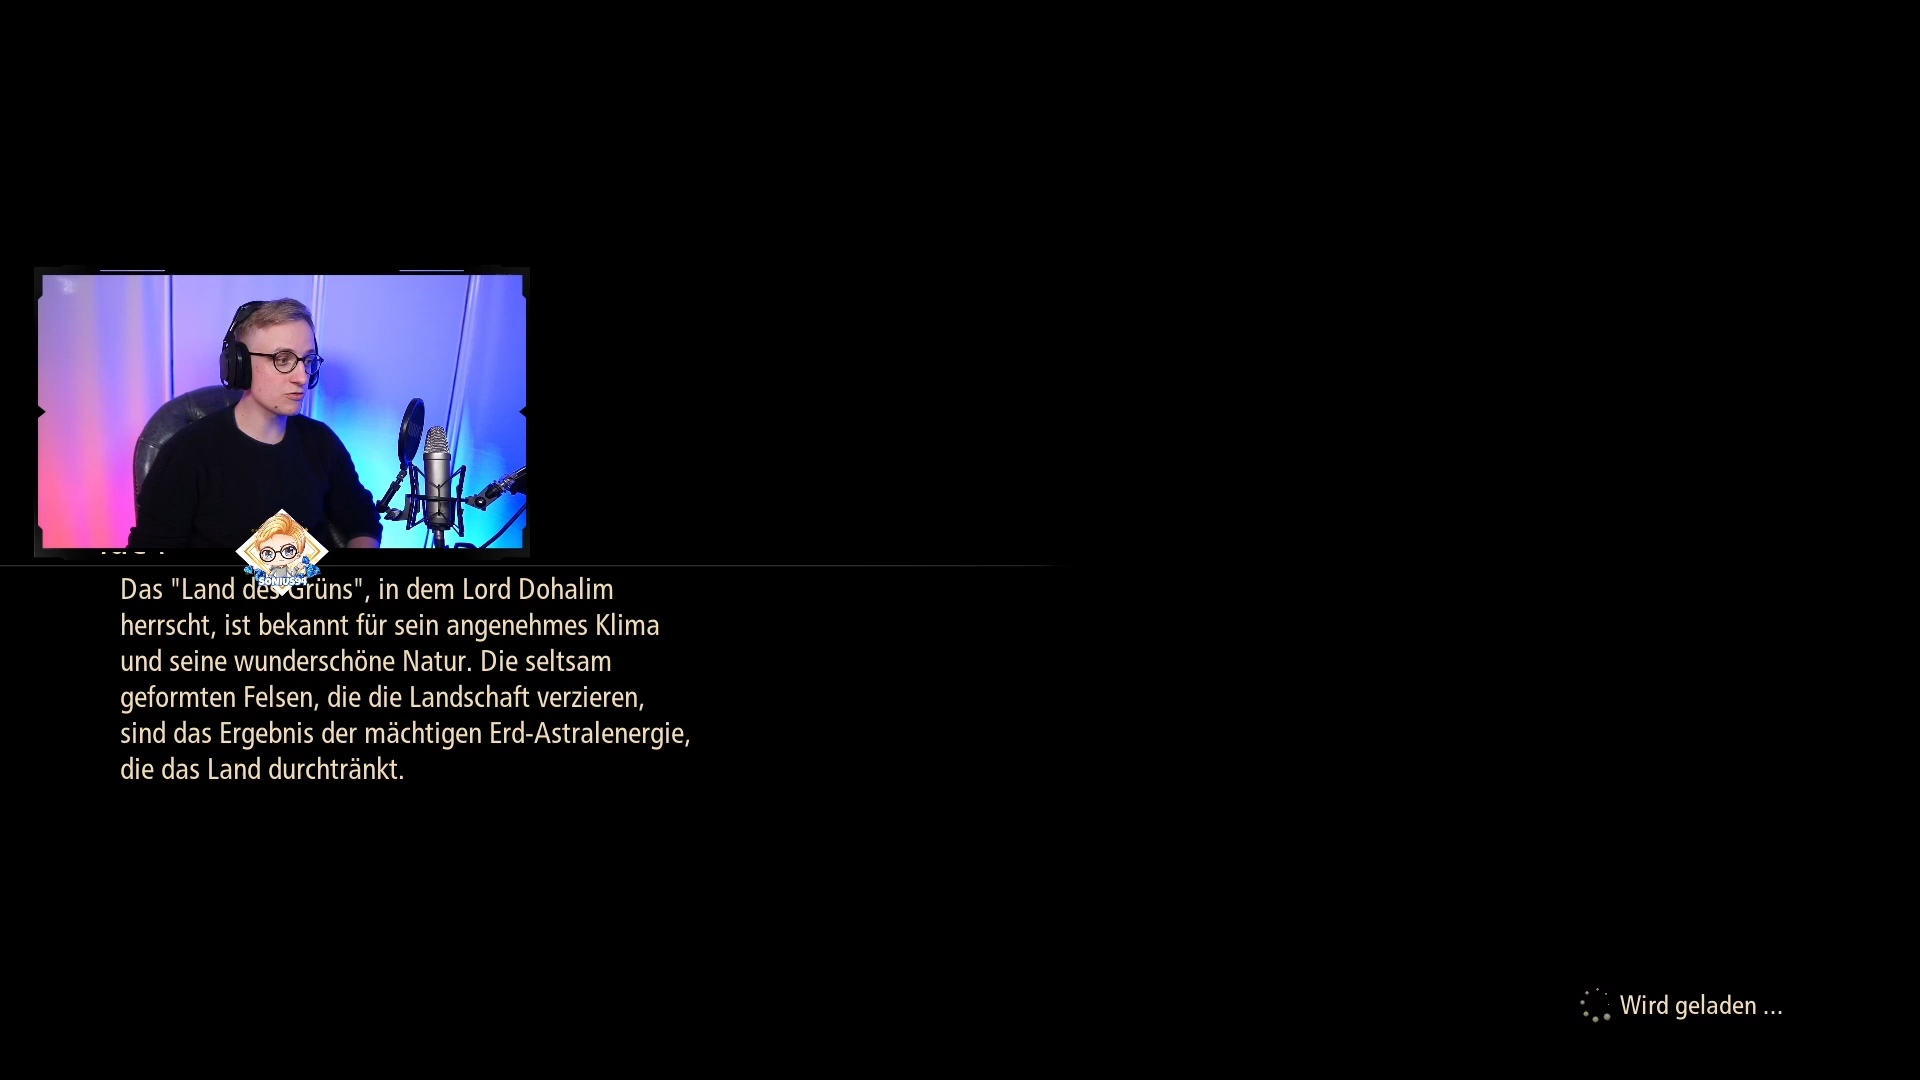 SONIUS94
Das "Land des Grüns", in dem Lord Dohalim
herrscht, ist bekannt für sein angenehmes Klima
und seine wunderschöne Natur. Die seltsam
geformten Felsen, die die Landschaft verzieren,
sind das Ergebnis der mächtigen Erd-Astralenergie,
die das Land durchtränkt.
Wird geladen ...